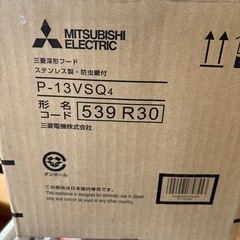 MITSUBISHI
ELECTRIC
三菱深形フード
ステンレス製・防虫網付
P-13VSQ4
形名
コード
539 R30
三菱電機株式会社
ダンボール